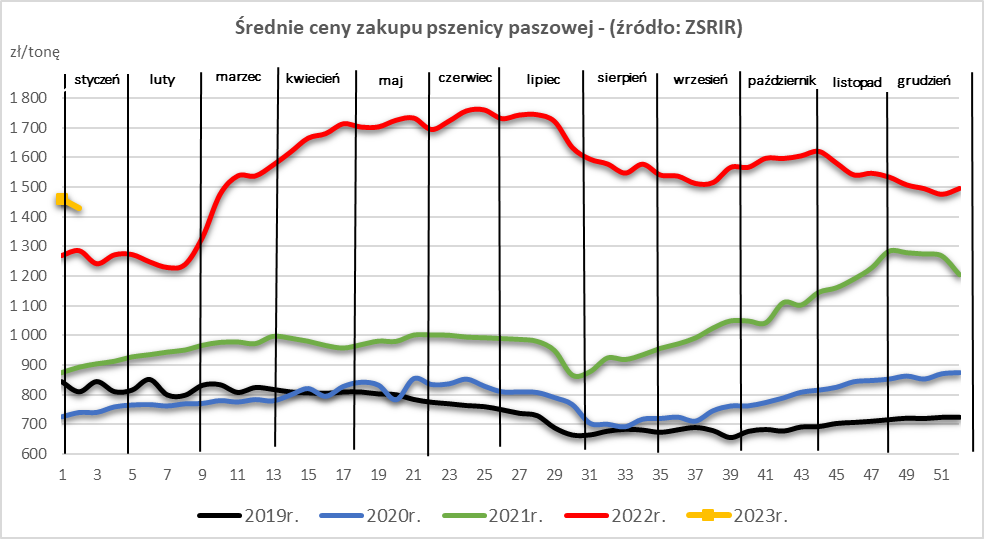 Średnie ceny zakupu pszenicy paszowej - (źródło: ZSRIR)
zł/tonę
styczeń luty marzec kwiecień maj czerwiec lipiec sierpień wrzesień październik listopad grudzień
1 800
1 700
1 600
1 500
1 400
1 300
1 200
1 100
1 000
900
800
700
600
1 3 5 7 9 11 13 15 17 19 21 23 25 27 29 31 33 35 37 39 41 43 45 47 49 51
2019r. 2020r. 2021r. 2022r. 2023r.